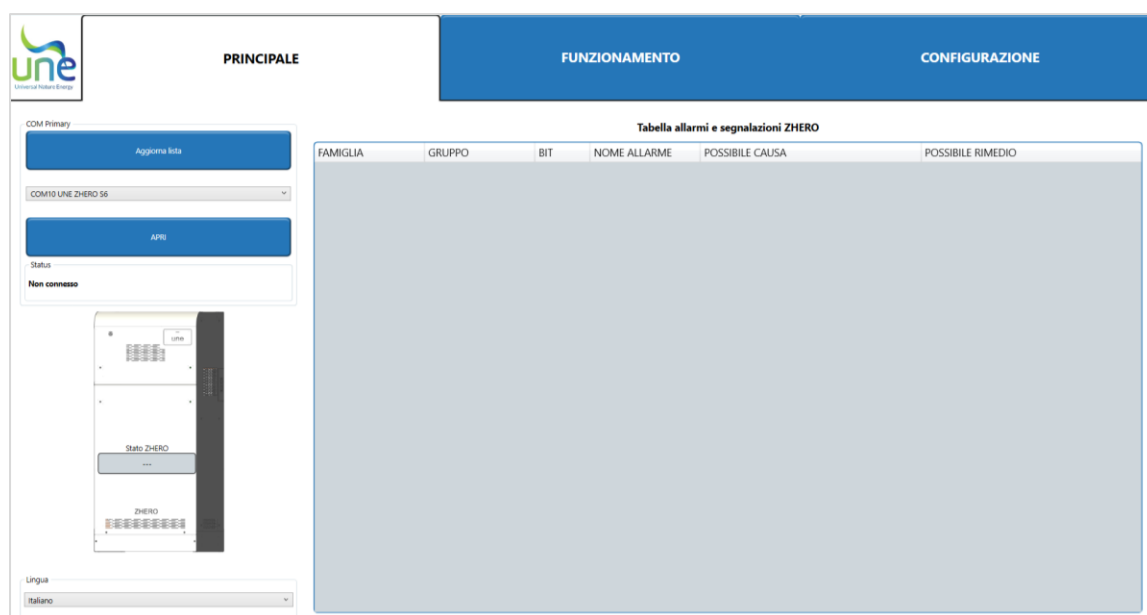 une
Universal Nature Energy
PRINCIPALE
FUNZIONAMENTO
CONFIGURAZIONE
COM Primary
Aggiorna lista
COM10 UNE ZHERO S6
APRI
Status
Non connesso
une
Stato ZHERO
---
ZHERO
Lingua
Italiano
Tabella allarmi e segnalazioni ZHERO
FAMIGLIA GRUPPO BIT NOME ALLARME POSSIBILE CAUSA POSSIBILE RIMEDIO